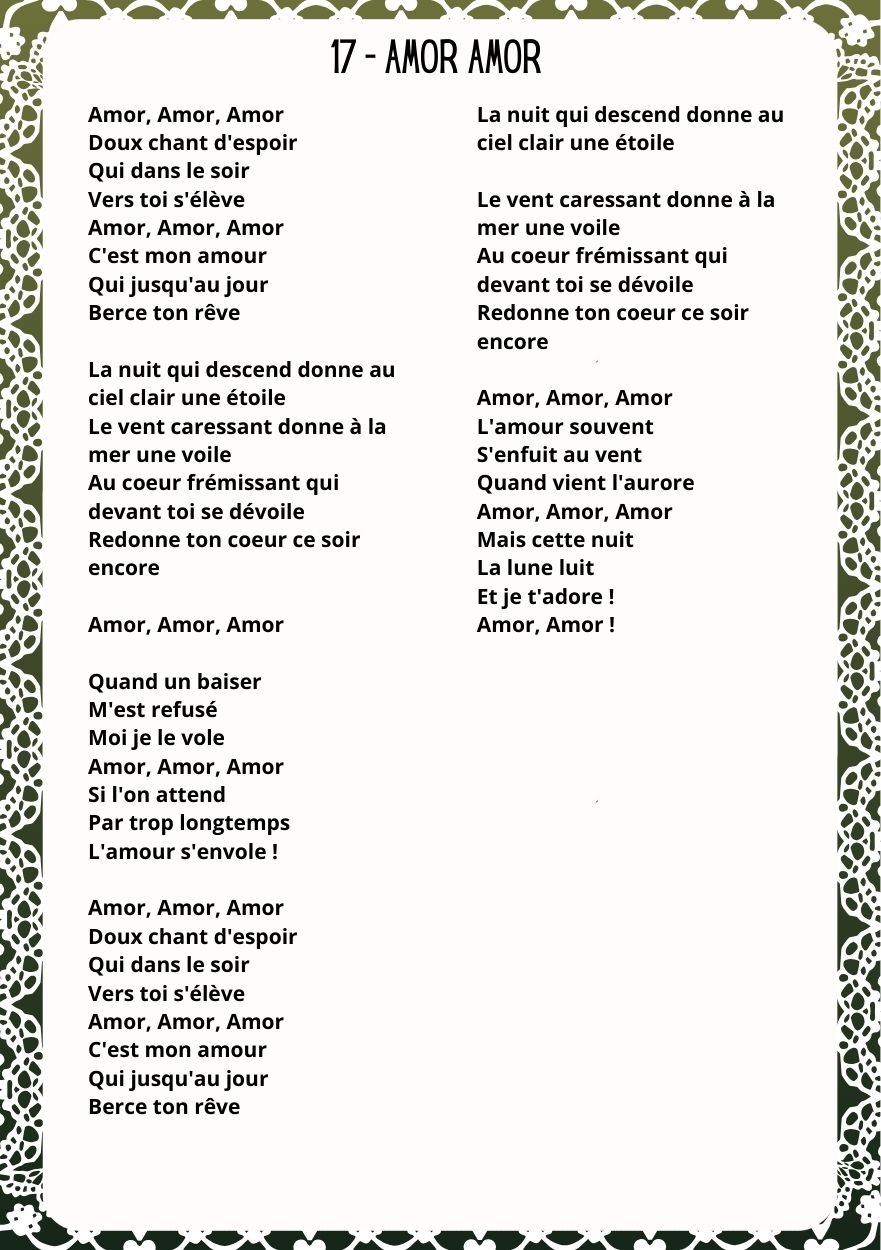 17 - AMOR AMOR
Amor, Amor, Amor
Doux chant d'espoir
Qui dans le soir
Vers toi s'élève
Amor, Amor, Amor
C'est mon amour
Qui jusqu'au jour
Berce ton rêve
La nuit qui descend donne au
ciel clair une étoile
Le vent caressant donne à la
mer une voile
Au coeur frémissant qui
devant toi se dévoile
Redonne ton coeur ce soir
encore
Amor, Amor, Amor
Quand un baiser
M'est refusé
Moi je le vole
Amor, Amor, Amor
Si l'on attend
Par trop longtemps
L'amour s'envole !
Amor, Amor, Amor
Doux chant d'espoir
Qui dans le soir
Vers toi s'élève
Amor, Amor, Amor
C'est mon amour
Qui jusqu'au jour
Berce ton rêve
La nuit qui descend donne au
ciel clair une étoile
Le vent caressant donne à la
mer une voile
Au coeur frémissant qui
devant toi se dévoile
Redonne ton coeur ce soir
encore
Amor, Amor, Amor
L'amour souvent
S'enfuit au vent
Quand vient l'aurore
Amor, Amor, Amor
Mais cette nuit
La lune luit
Et je t'adore !
Amor, Amor !